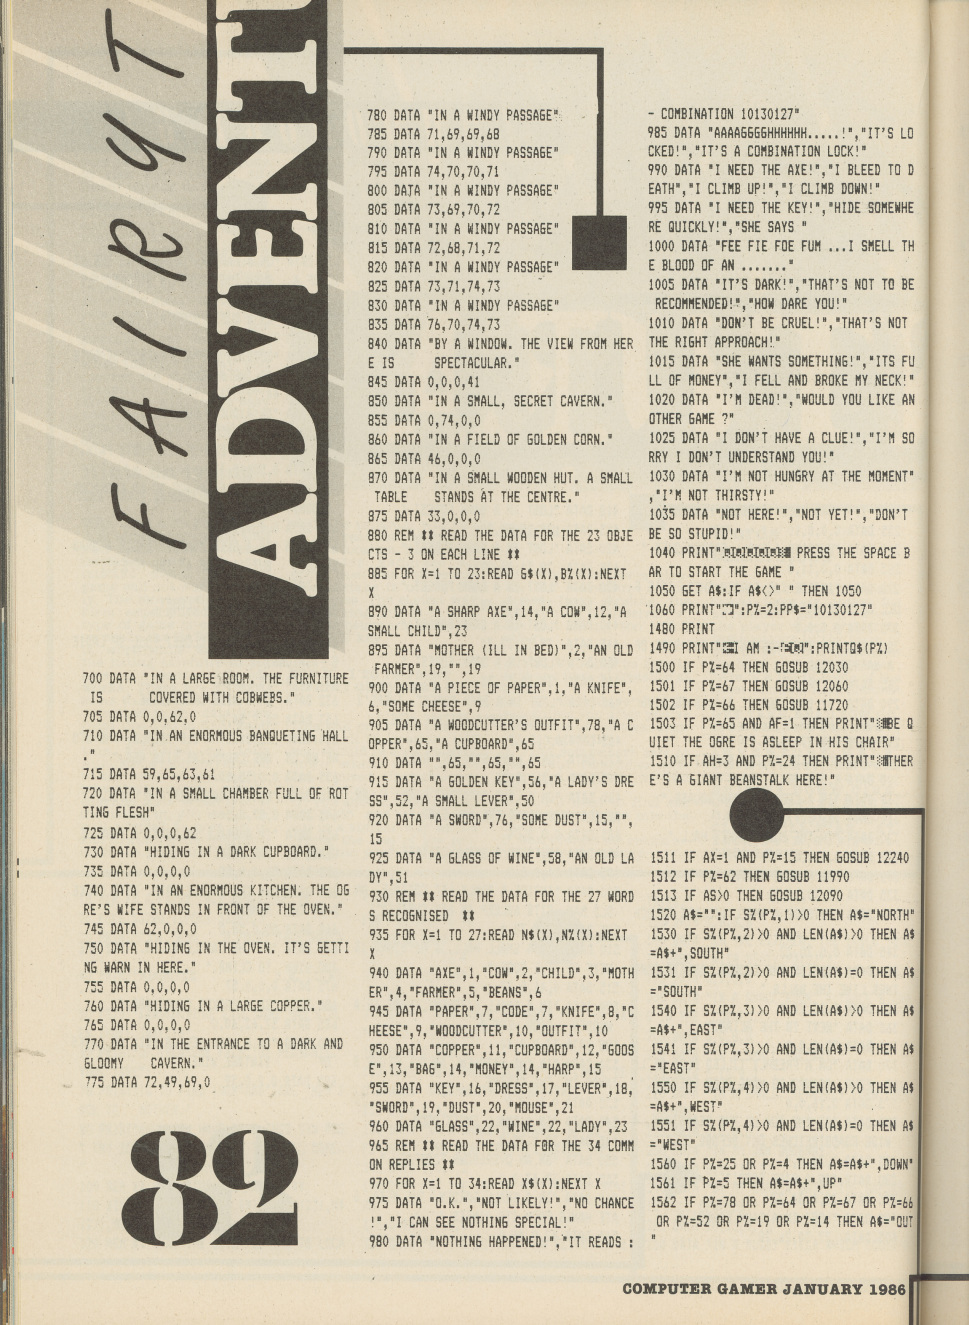 FAIRYT
ADVENTU
700 DATA "IN A LARGE ROOM. THE FURNITURE
IS      COVERED WITH COBWEBS."
705 DATA 0,0,62,0
710 DATA "IN AN ENORMOUS BANQUETING HALL
."
715 DATA 59,65,63,61
720 DATA "IN A SMALL CHAMBER FULL OF ROT
TING FLESH"
725 DATA 0,0,0,62
730 DATA "HIDING IN A DARK CUPBOARD."
735 DATA 0,0,0,0
740 DATA "IN AN ENORMOUS KITCHEN. THE OG
RE'S WIFE STANDS IN FRONT OF THE OVEN."
745 DATA 62,0,0,0
750 DATA "HIDING IN THE OVEN. IT'S GETTI
NG WARN IN HERE."
755 DATA 0,0,0,0
760 DATA "HIDING IN A LARGE COPPER."
765 DATA 0,0,0,0
770 DATA "IN THE ENTRANCE TO A DARK AND
GLOOMY    CAVERN."
775 DATA 72,49,69,0
780 DATA "IN A WINDY PASSAGE"
785 DATA 71,69,69,68
790 DATA "IN A WINDY PASSAGE"
795 DATA 74,70,70,71
800 DATA "IN A WINDY PASSAGE"
805 DATA 73,69,70,72
810 DATA "IN A WINDY PASSAGE"
815 DATA 72,68,71,72
820 DATA "IN A WINDY PASSAGE"
825 DATA 73,71,74,73
830 DATA "IN A WINDY PASSAGE"
835 DATA 76,70,74,73
840 DATA "BY A WINDOW. THE VIEW FROM HER
E IS      SPECTACULAR."
845 DATA 0,0,0,41
850 DATA "IN A SMALL, SECRET CAVERN."
855 DATA 0,74,0,0
860 DATA "IN A FIELD OF GOLDEN CORN."
865 DATA 46,0,0,0
870 DATA "IN A SMALL WOODEN HUT. A SMALL
TABLE    STANDS AT THE CENTRE."
875 DATA 33,0,0,0
880 REM ** READ THE DATA FOR THE 23 OBJE
CTS - 3 ON EACH LINE **
885 FOR X=1 TO 23:READ G$(X),B%(X):NEXT
X
890 DATA "A SHARP AXE",14,"A COW",12,"A
SMALL CHILD",23
895 DATA "MOTHER (ILL IN BED)",2,"AN OLD
FARMER",19,"",19
900 DATA "A PIECE OF PAPER",1,"A KNIFE",
6,"SOME CHEESE",9
905 DATA "A WOODCUTTER'S OUTFIT",78,"A C
OPPER",65,"A CUPBOARD",65
910 DATA "",65,"",65,"",65
915 DATA "A GOLDEN KEY",56,"A LADY'S DRE
SS",52,"A SMALL LEVER",50
920 DATA "A SWORD",76,"SOME DUST",15,"",
15
925 DATA "A GLASS OF WINE",58,"AN OLD LA
DY",51
930 REM ** READ THE DATA FOR THE 27 WORD
S RECOGNISED  **
935 FOR X=1 TO 27:READ N$(X),N%(X):NEXT
X
940 DATA "AXE",1,"COW",2,"CHILD",3,"MOTH
ER",4,"FARMER",5,"BEANS",6
945 DATA "PAPER",7,"CODE",7,"KNIFE",8,"C
HEESE",9,"WOODCUTTER",10,"OUTFIT",10
950 DATA "COPPER",11,"CUPBOARD",12,"GOOS
E",13,"BAG",14,"MONEY",14,"HARP",15
955 DATA "KEY",16,"DRESS",17,"LEVER",18,
"SWORD",19,"DUST",20,"MOUSE",21
960 DATA "GLASS",22,"WINE",22,"LADY",23
965 REM ** READ THE DATA FOR THE 34 COMM
ON REPLIES **
970 FOR X=1 TO 34:READ X$(X):NEXT X
975 DATA "O.K.","NOT LIKELY!","NO CHANCE
!","I CAN SEE NOTHING SPECIAL!"
980 DATA "NOTHING HAPPENED!","IT READS :
- COMBINATION 10130127"
985 DATA "AAAAGGGGHHHHHH.....!","IT'S LO
CKED!","IT'S A COMBINATION LOCK!"
990 DATA "I NEED THE AXE!","I BLEED TO D
EATH","I CLIMB UP!","I CLIMB DOWN!"
995 DATA "I NEED THE KEY!","HIDE SOMEWHE
RE QUICKLY!","SHE SAYS "
1000 DATA "FEE FIE FOE FUM ...I SMELL TH
E BLOOD OF AN ......."
1005 DATA "IT'S DARK!","THAT'S NOT TO BE
RECOMMENDED!","HOW DARE YOU!"
1010 DATA "DON'T BE CRUEL!","THAT'S NOT
THE RIGHT APPROACH!"
1015 DATA "SHE WANTS SOMETHING!","ITS FU
LL OF MONEY","I FELL AND BROKE MY NECK!"
1020 DATA "I'M DEAD!","WOULD YOU LIKE AN
OTHER GAME ?"
1025 DATA "I DON'T HAVE A CLUE!","I'M SO
RRY I DON'T UNDERSTAND YOU!"
1030 DATA "I'M NOT HUNGRY AT THE MOMENT"
,"I'M NOT THIRSTY!"
1035 DATA "NOT HERE!","NOT YET!","DON'T
BE SO STUPID!"
1040 PRINT" PRESS THE SPACE B
AR TO START THE GAME "
1050 GET A$:IF A$<>" " THEN 1050
1060 PRINT"":P%=2:PP$="10130127"
1480 PRINT
1490 PRINT"I AM :-":PRINTQ$(P%)
1500 IF P%=64 THEN GOSUB 12030
1501 IF P%=67 THEN GOSUB 12060
1502 IF P%=66 THEN GOSUB 11720
1503 IF P%=65 AND AF=1 THEN PRINT"BE Q
UIET THE OGRE IS ASLEEP IN HIS CHAIR"
1510 IF AH=3 AND P%=24 THEN PRINT"THER
E'S A GIANT BEANSTALK HERE!"
1511 IF AX=1 AND P%=15 THEN GOSUB 12240
1512 IF P%=62 THEN GOSUB 11990
1513 IF AS>0 THEN GOSUB 12090
1520 A$="":IF S%(P%,1)>0 THEN A$="NORTH"
1530 IF S%(P%,2)>0 AND LEN(A$)>0 THEN A$
=A$+",SOUTH"
1531 IF S%(P%,2)>0 AND LEN(A$)=0 THEN A$
="SOUTH"
1540 IF S%(P%,3)>0 AND LEN(A$)>0 THEN A$
=A$+",EAST"
1541 IF S%(P%,3)>0 AND LEN(A$)=0 THEN A$
="EAST"
1550 IF S%(P%,4)>0 AND LEN(A$)>0 THEN A$
=A$+",WEST"
1551 IF S%(P%,4)>0 AND LEN(A$)=0 THEN A$
="WEST"
1560 IF P%=25 OR P%=4 THEN A$=A$+",DOWN"
1561 IF P%=5 THEN A$=A$+",UP"
1562 IF P%=78 OR P%=64 OR P%=67 OR P%=66
OR P%=52 OR P%=19 OR P%=14 THEN A$="OUT
"
82
COMPUTER GAMER JANUARY 1986